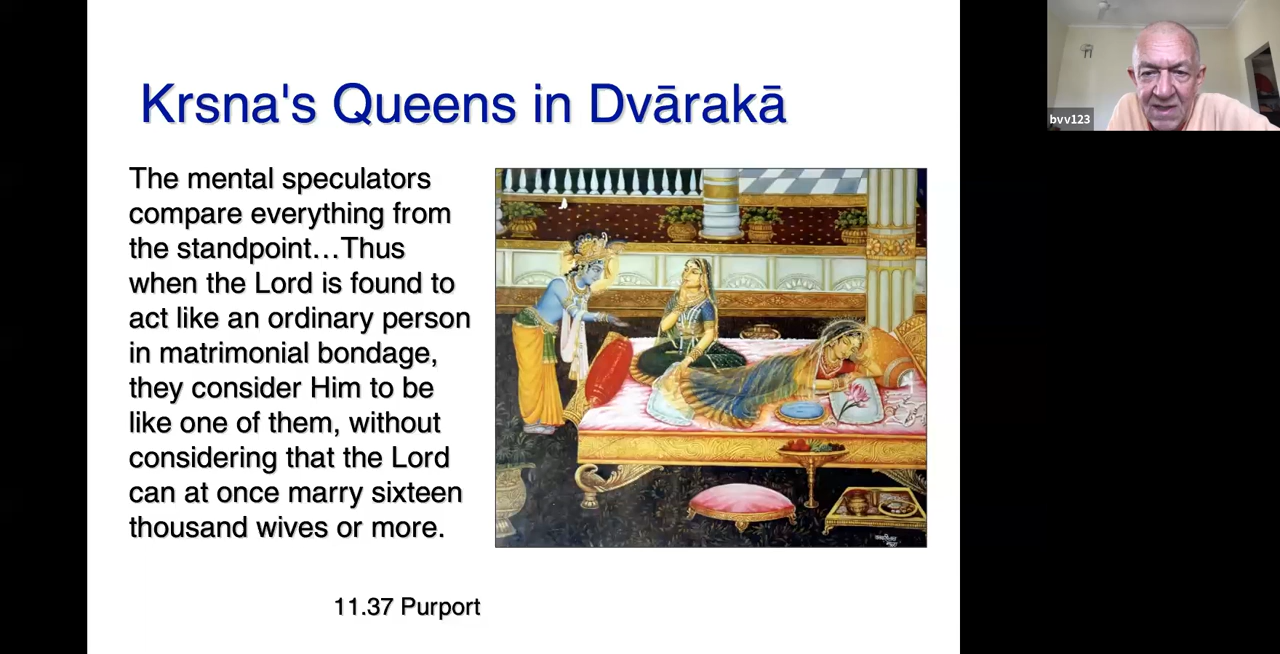 Krsna's Queens in Dvārakā
The mental speculators
compare everything from
the standpoint…Thus
when the Lord is found to
act like an ordinary person
in matrimonial bondage,
they consider Him to be
like one of them, without
considering that the Lord
can at once marry sixteen
thousand wives or more.
11.37 Purport
bvv123